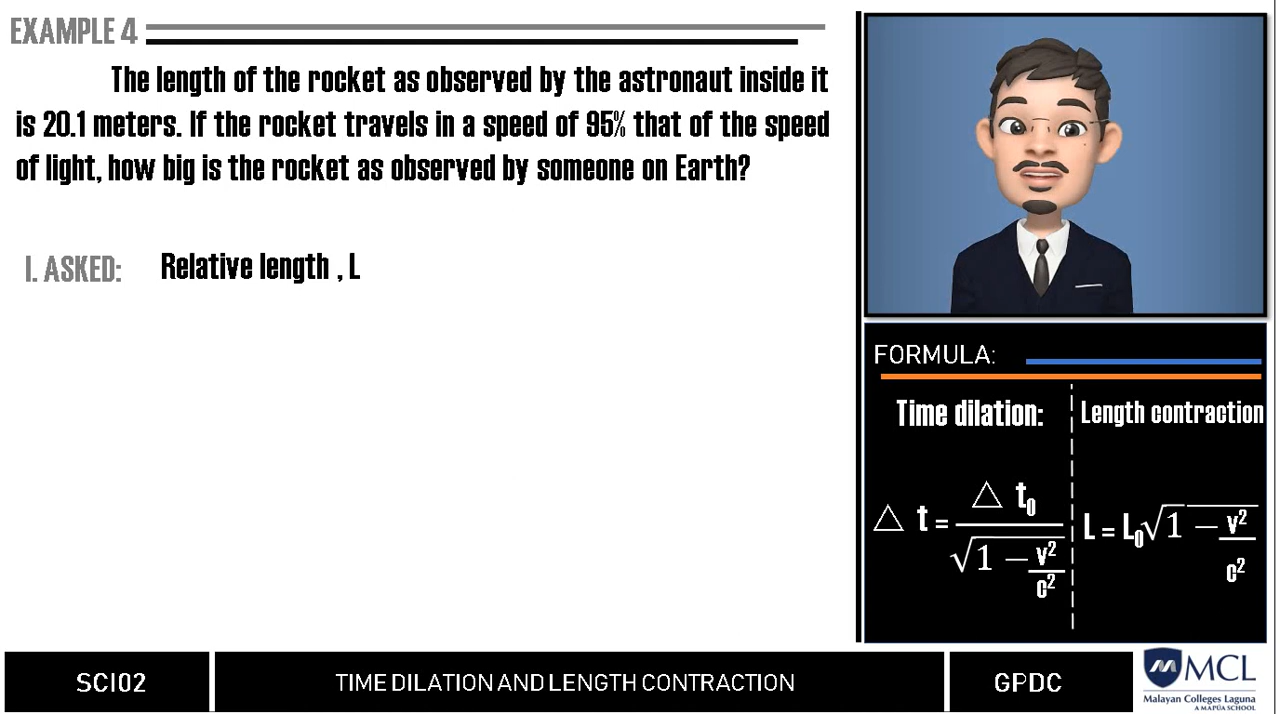 EXAMPLE 4
The length of the rocket as observed by the astronaut inside it
is 20.1 meters. If the rocket travels in a speed of 95% that of the speed
of light, how big is the rocket as observed by someone on Earth?
I. ASKED: Relative length , L
FORMULA:
Time dilation:
△ t = △ t₀ / √1 − v²/c²
Length contraction
L = L₀√1 − v²/c²
SCI02
TIME DILATION AND LENGTH CONTRACTION
GPDC
MCL
Malayan Colleges Laguna
A MAPÚA SCHOOL